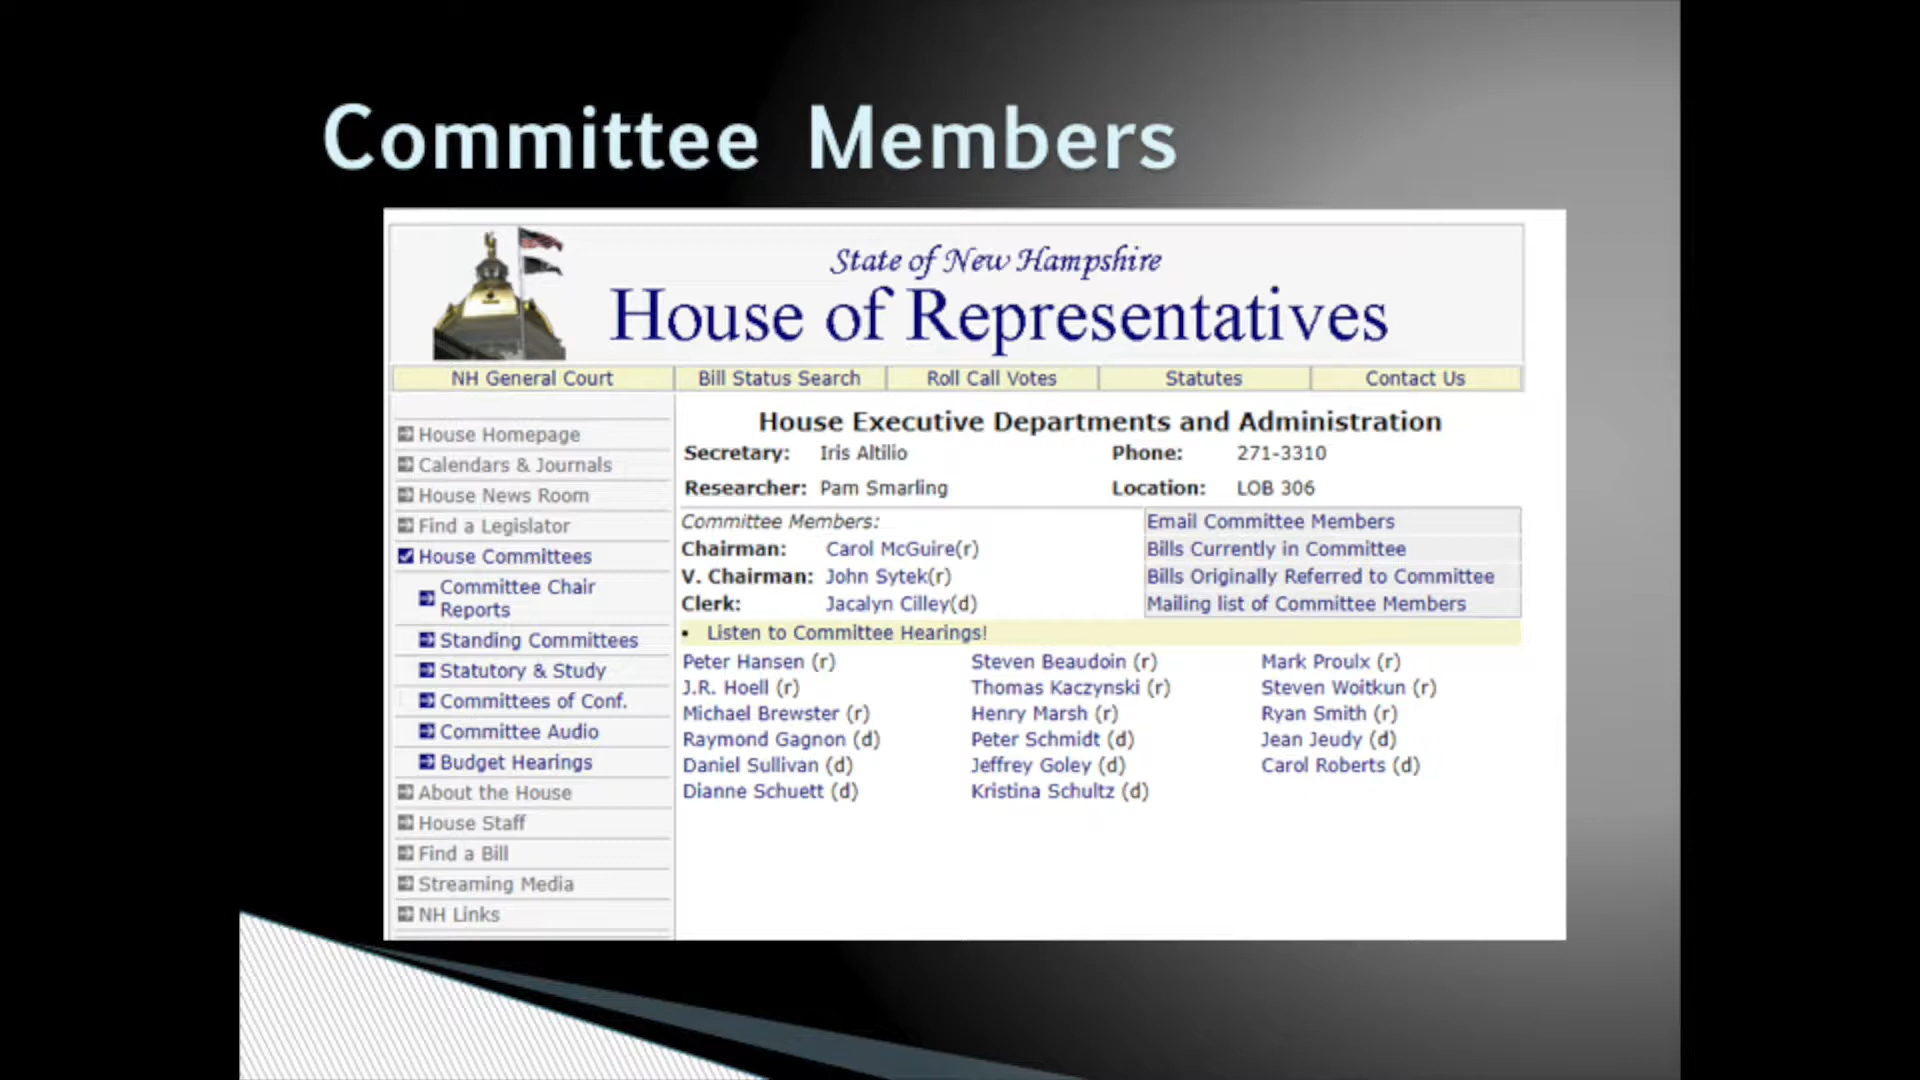 Committee Members
State of New Hampshire
House of Representatives
NH General Court Bill Status Search Roll Call Votes Statutes Contact Us
House Homepage
Calendars & Journals
House News Room
Find a Legislator
House Committees
Committee Chair
Reports
Standing Committees
Statutory & Study
Committees of Conf.
Committee Audio
Budget Hearings
About the House
House Staff
Find a Bill
Streaming Media
NH Links
House Executive Departments and Administration
Secretary: Iris Altilio Phone: 271-3310
Researcher: Pam Smarling Location: LOB 306
Committee Members:
Chairman: Carol McGuire(r)
V. Chairman: John Sytek(r)
Clerk: Jacalyn Cilley(d)
Email Committee Members
Bills Currently in Committee
Bills Originally Referred to Committee
Mailing list of Committee Members
• Listen to Committee Hearings!
Peter Hansen (r) Steven Beaudoin (r) Mark Proulx (r)
J.R. Hoell (r) Thomas Kaczynski (r) Steven Woitkun (r)
Michael Brewster (r) Henry Marsh (r) Ryan Smith (r)
Raymond Gagnon (d) Peter Schmidt (d) Jean Jeudy (d)
Daniel Sullivan (d) Jeffrey Goley (d) Carol Roberts (d)
Dianne Schuett (d) Kristina Schultz (d)